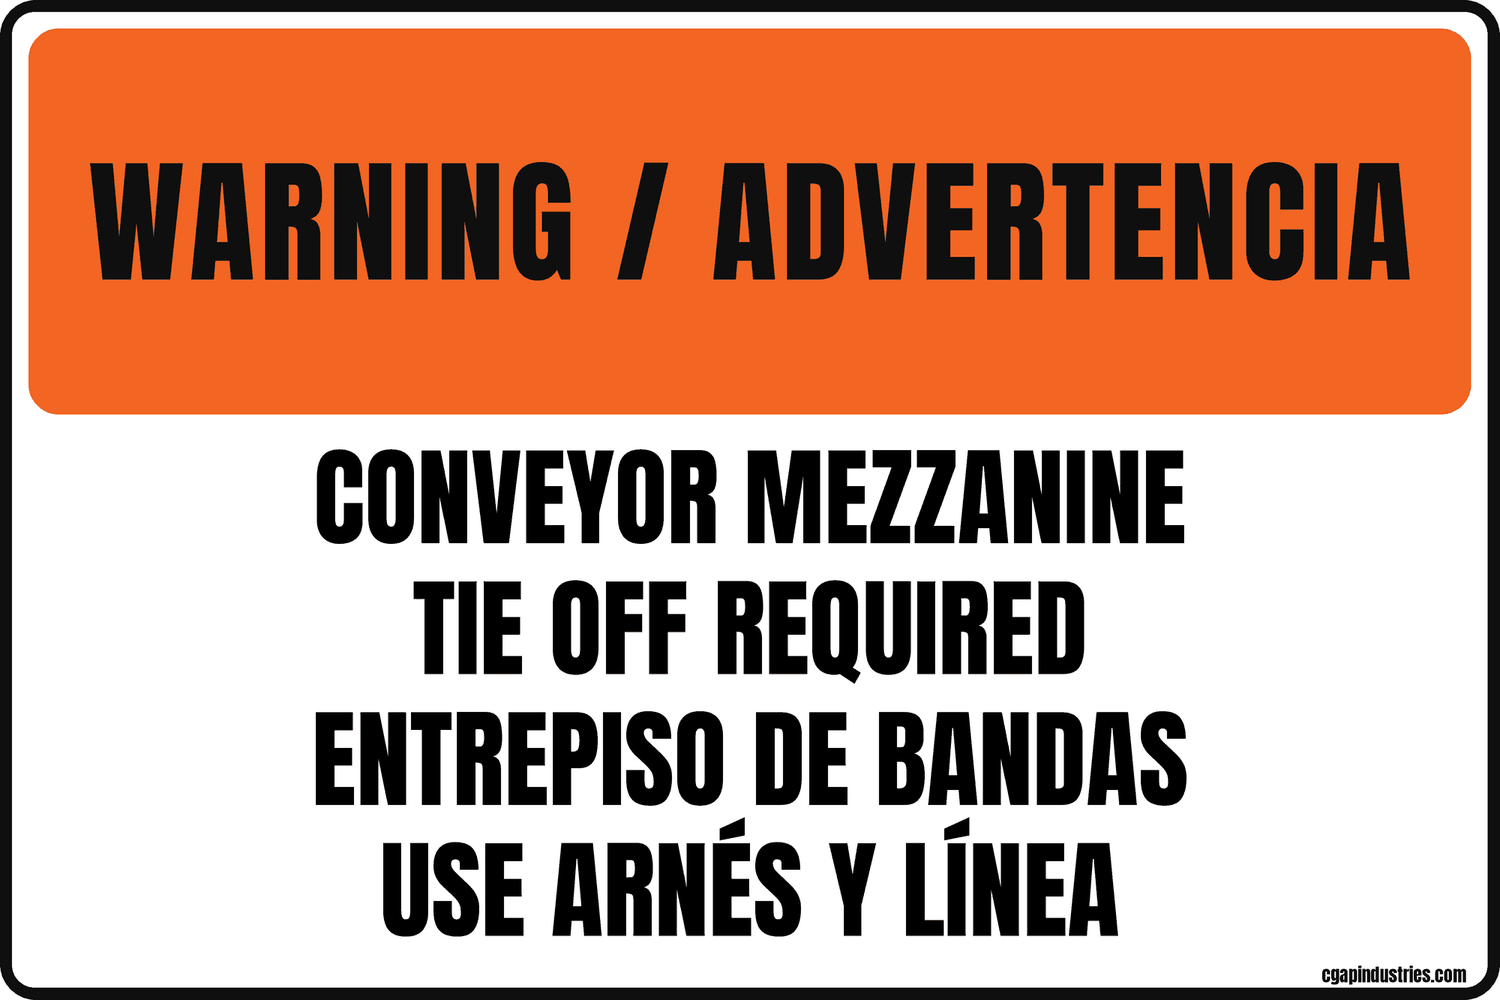 WARNING / ADVERTENCIA
CONVEYOR MEZZANINE
TIE OFF REQUIRED
ENTREPISO DE BANDAS
USE ARNÉS Y LÍNEA
cgapindustries.com